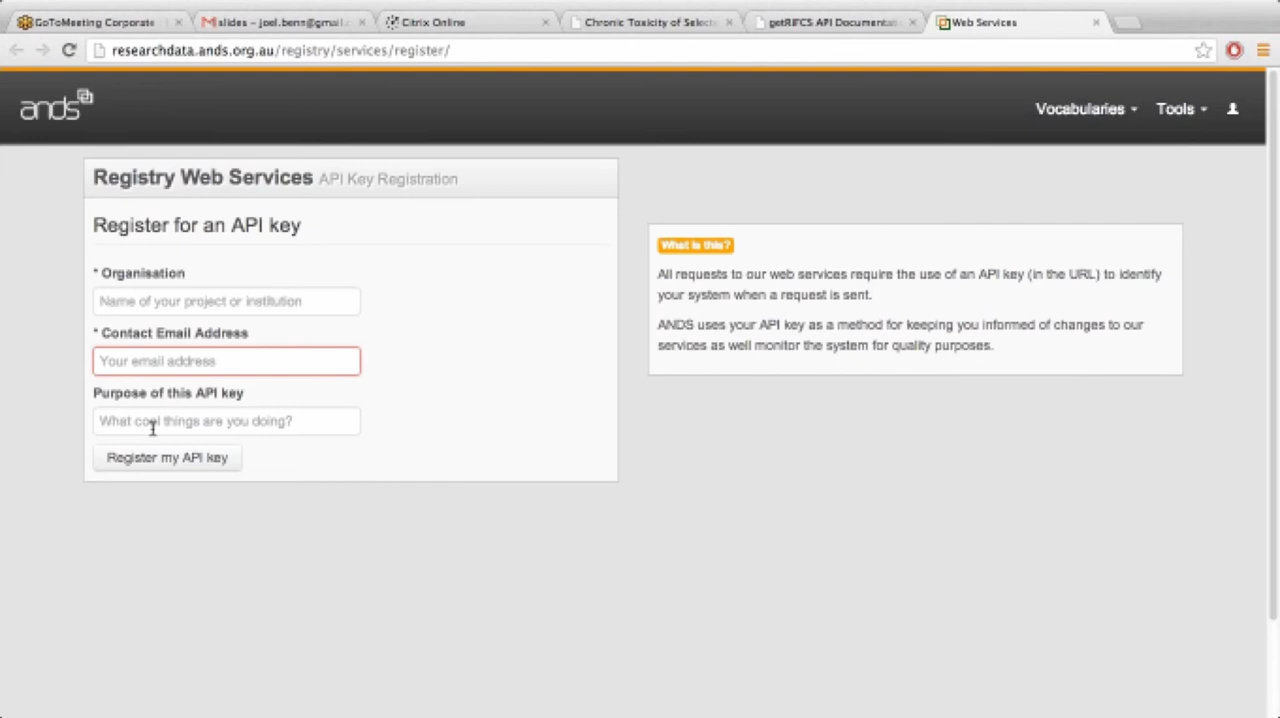 GoToMeeting Corporate
slides – joel.benn@gmail.
Citrix Online
Chronic Toxicity of Select
getRIFCS API Documentati
Web Services
researchdata.ands.org.au/registry/services/register/
ands
Vocabularies
Tools
Registry Web Services API Key Registration
Register for an API key
* Organisation
Name of your project or institution
* Contact Email Address
Your email address
Purpose of this API key
What cool things are you doing?
Register my API key
What is this?
All requests to our web services require the use of an API key (in the URL) to identify
your system when a request is sent.
ANDS uses your API key as a method for keeping you informed of changes to our
services as well monitor the system for quality purposes.